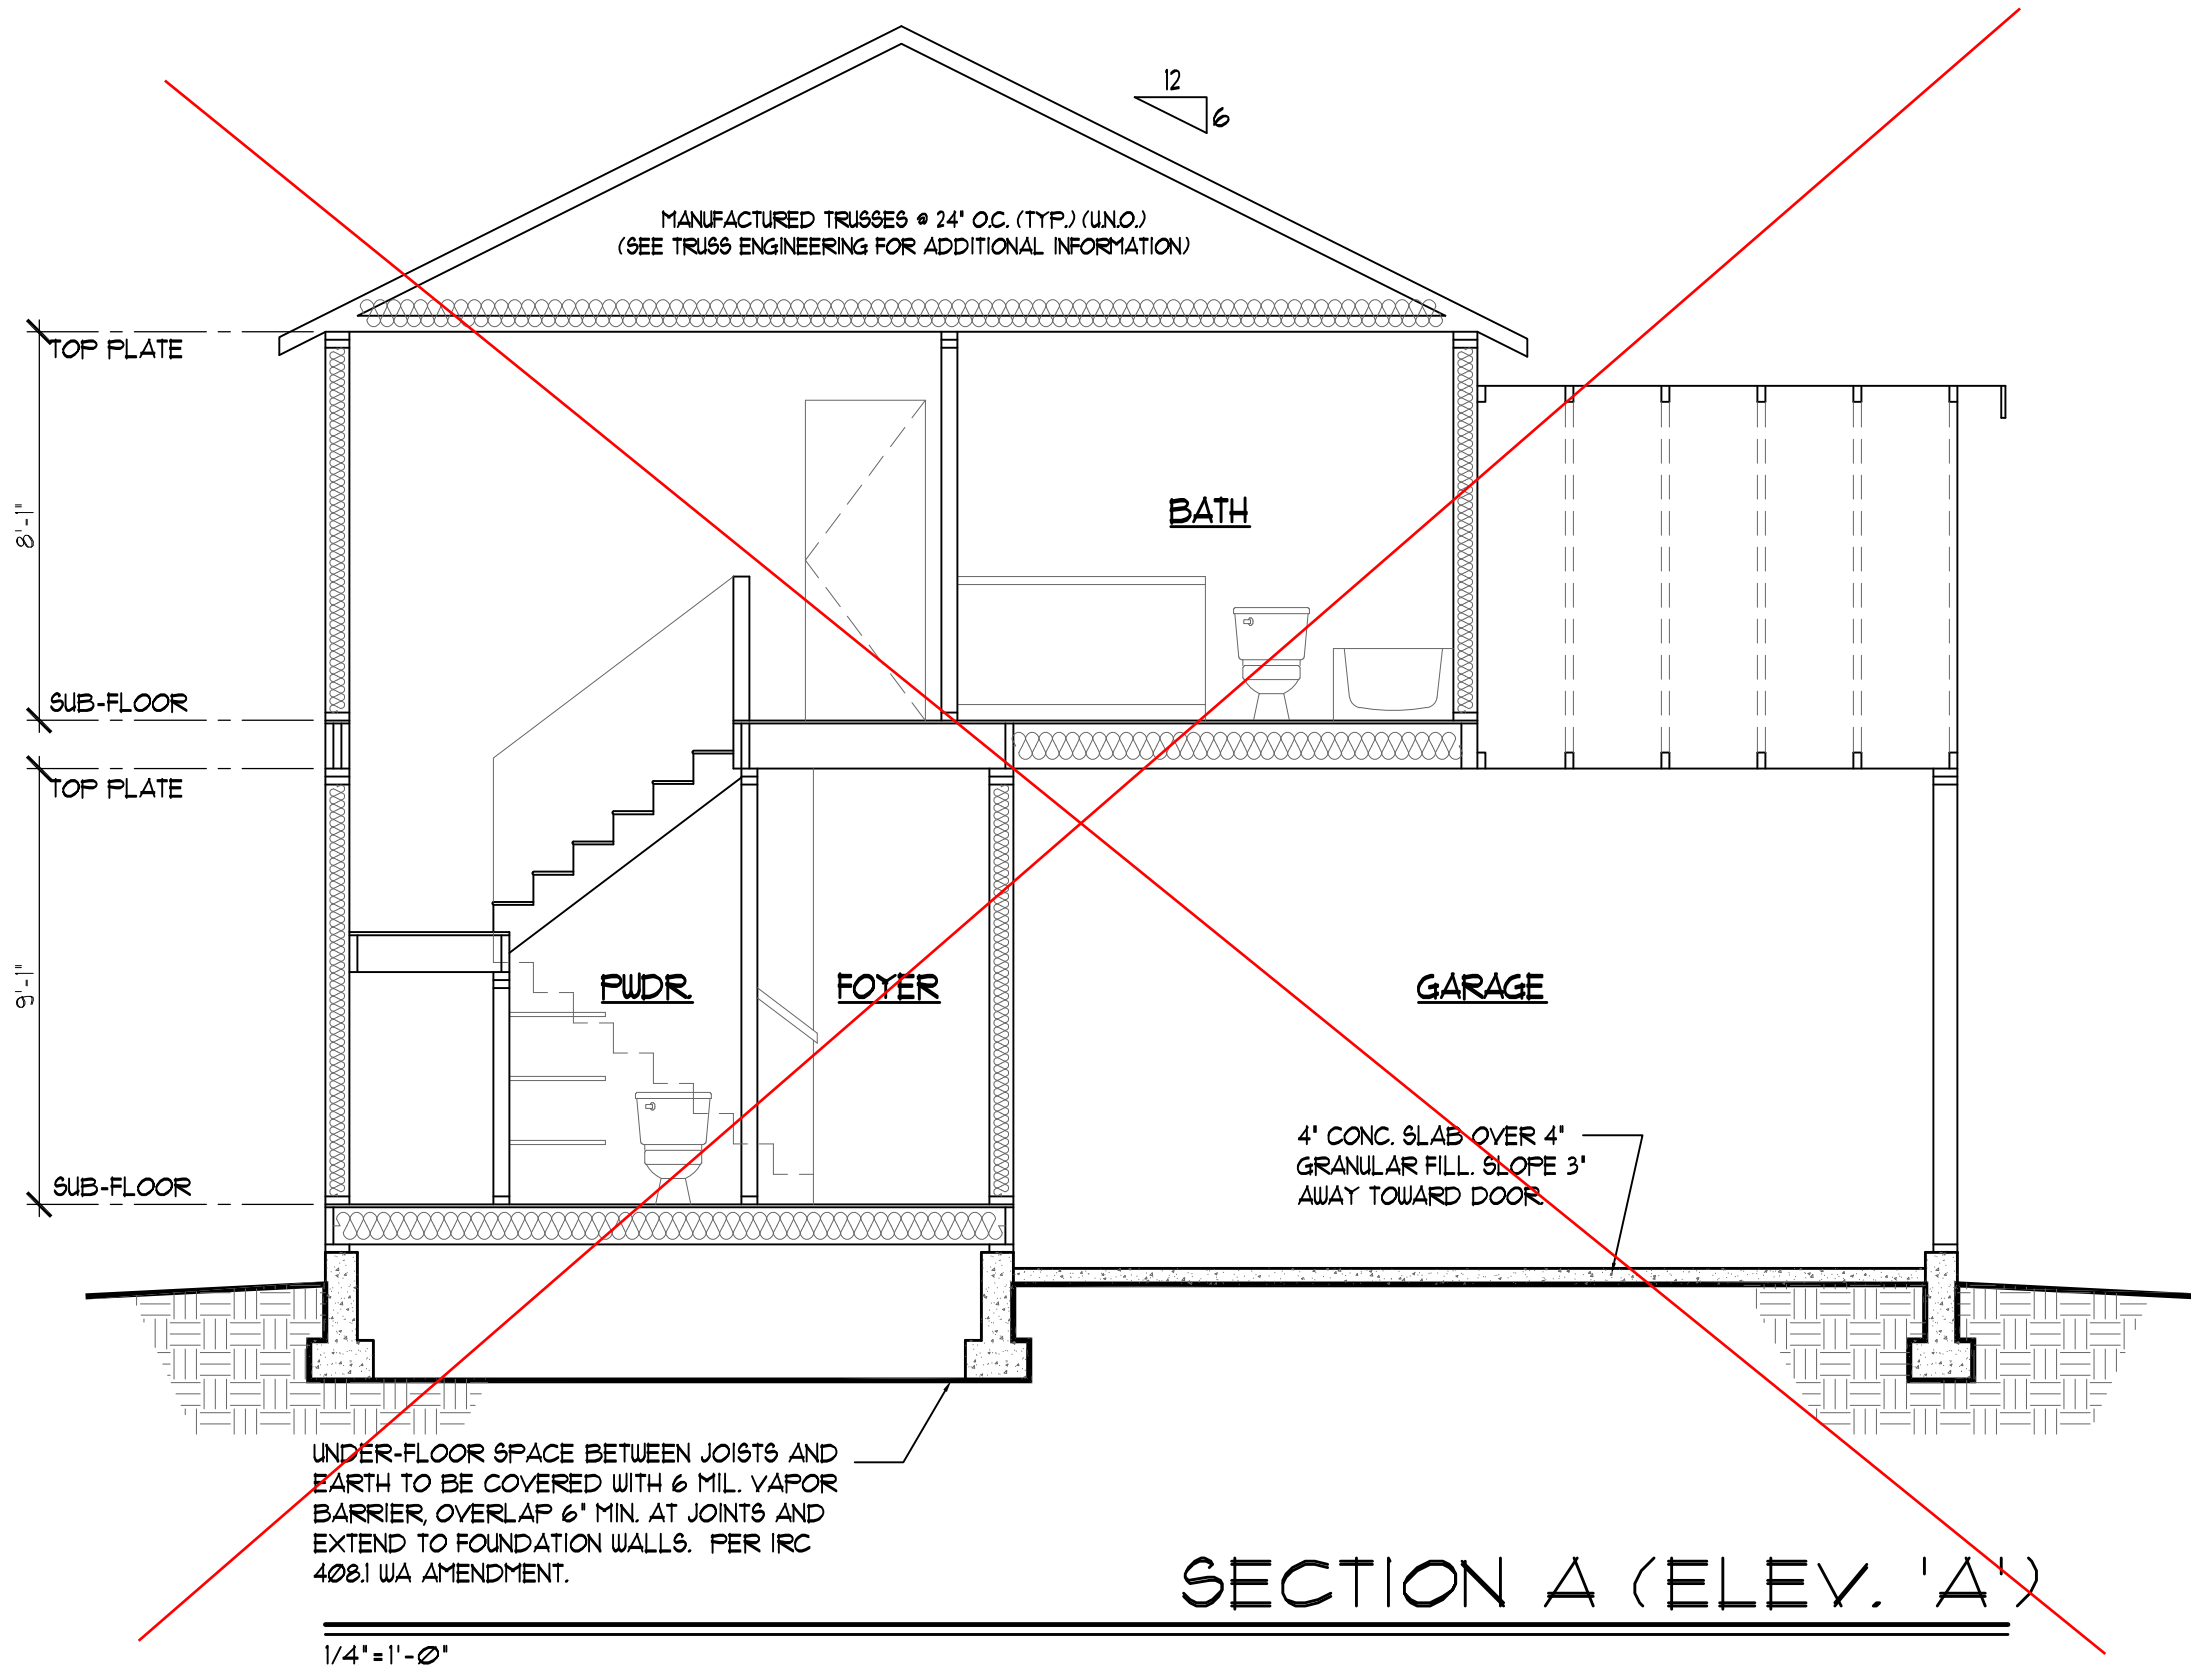 12
6
MANUFACTURED TRUSSES @ 24" O.C. (TYP.) (U.N.O.)
(SEE TRUSS ENGINEERING FOR ADDITIONAL INFORMATION)
TOP PLATE
8'-1"
BATH
SUB-FLOOR
TOP PLATE
9'-1"
PWDR.
FOYER
GARAGE
4" CONC. SLAB OVER 4"
GRANULAR FILL. SLOPE 3"
AWAY TOWARD DOOR.
SUB-FLOOR
UNDER-FLOOR SPACE BETWEEN JOISTS AND
EARTH TO BE COVERED WITH 6 MIL. VAPOR
BARRIER, OVERLAP 6" MIN. AT JOINTS AND
EXTEND TO FOUNDATION WALLS. PER IRC
408.1 WA AMENDMENT.
SECTION A (ELEV. 'A')
1/4"=1'-0"